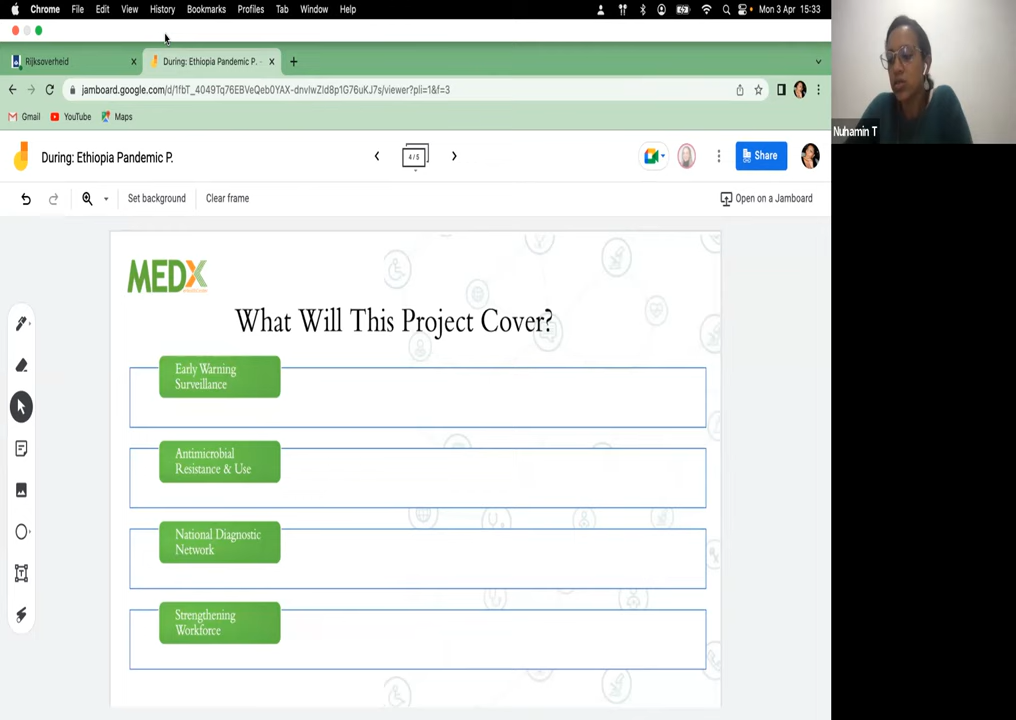 Chrome File Edit View History Bookmarks Profiles Tab Window Help Mon 3 Apr 15:33
Rijksoverheid
During: Ethiopia Pandemic P. -
jamboard.google.com/d/1fbT_4049Tq76EBVeQeb0YAX-dnvIwZId8p1G76uKJ7s/viewer?pli=1&f=3
Gmail YouTube Maps
Nuhamin T
During: Ethiopia Pandemic P.
4/5
Share
Set background Clear frame
Open on a Jamboard
MEDX
What Will This Project Cover?
Early Warning
Surveillance
Antimicrobial
Resistance & Use
National Diagnostic
Network
Strengthening
Workforce